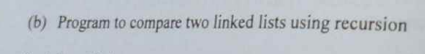 (b) Program to compare two linked lists using recursion